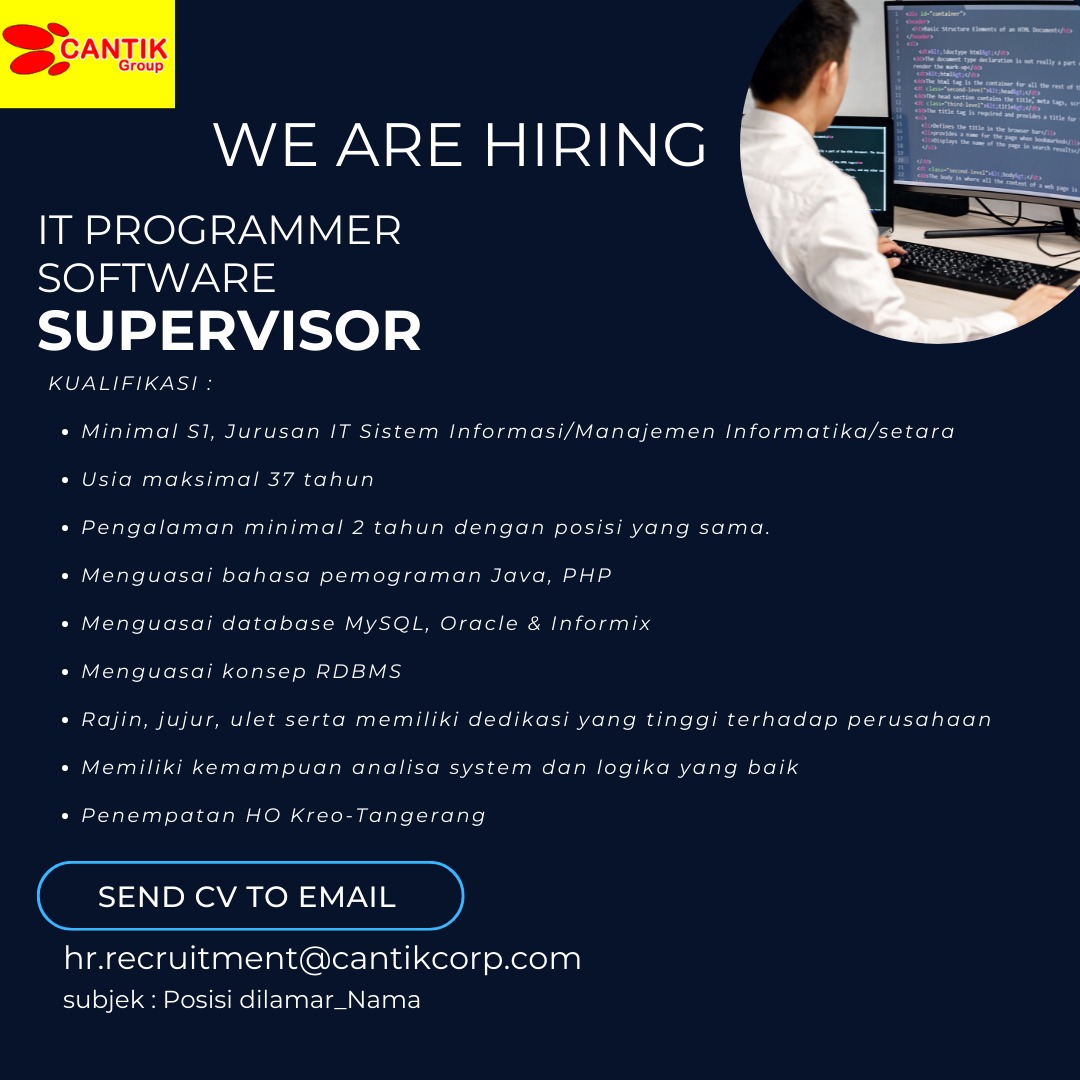 CANTIK
Group
WE ARE HIRING
IT PROGRAMMER
SOFTWARE
SUPERVISOR
KUALIFIKASI :
Minimal S1, Jurusan IT Sistem Informasi/Manajemen Informatika/setara
Usia maksimal 37 tahun
Pengalaman minimal 2 tahun dengan posisi yang sama.
Menguasai bahasa pemograman Java, PHP
Menguasai database MySQL, Oracle & Informix
Menguasai konsep RDBMS
Rajin, jujur, ulet serta memiliki dedikasi yang tinggi terhadap perusahaan
Memiliki kemampuan analisa system dan logika yang baik
Penempatan HO Kreo-Tangerang
SEND CV TO EMAIL
hr.recruitment@cantikcorp.com
subjek : Posisi dilamar_Nama